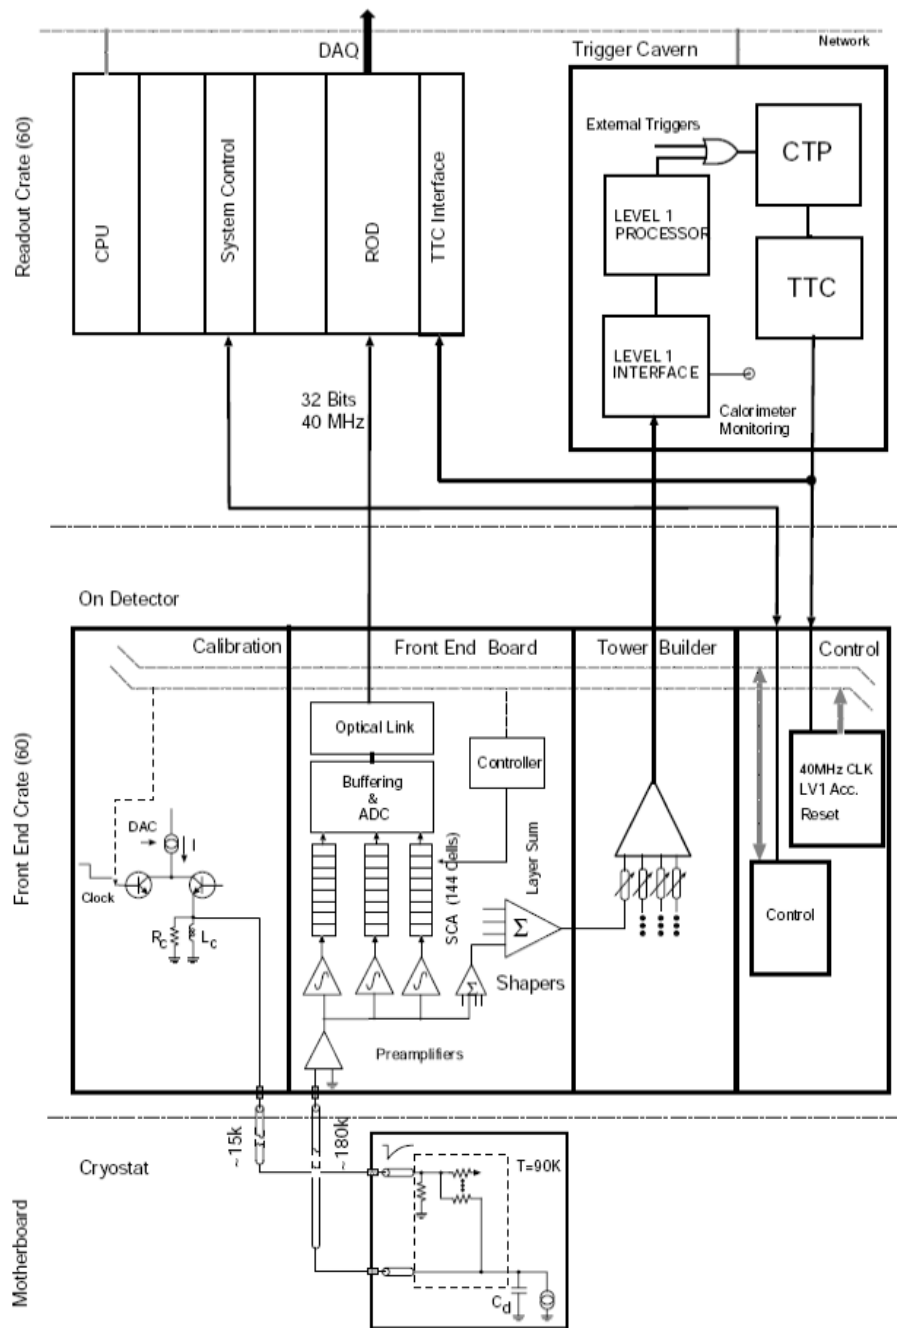 Network
DAQ
Trigger Cavern
Readout Crate (60)
CPU
System Control
ROD
TTC Interface
External Triggers
CTP
LEVEL 1
PROCESSOR
TTC
LEVEL 1
INTERFACE
Calorimeter
Monitoring
32 Bits
40 MHz
On Detector
Front End Crate (60)
Calibration
Front End Board
Tower Builder
Control
Optical Link
Controller
Buffering
&
ADC
40MHz CLK
LV1 Acc.
Reset
DAC
I
Clock
Rc
Lc
SCA (144 Cells)
Layer Sum
Σ
Σ
Shapers
Control
Preamplifiers
~15k
~180k
Cryostat
Motherboard
T=90K
Cd